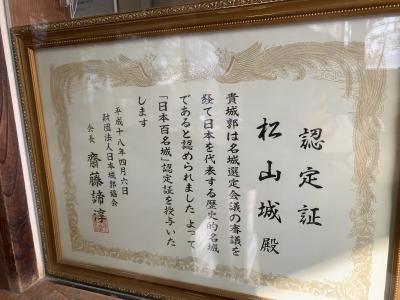 認定証
松山城殿
貴城郭は名城選定会議の審議を
経て日本を代表する歴史的名城
であると認められました よって
「日本百名城」認定証を授与いた
します
平成十八年四月六日
財団法人日本城郭協会
会長 齋藤諦淳